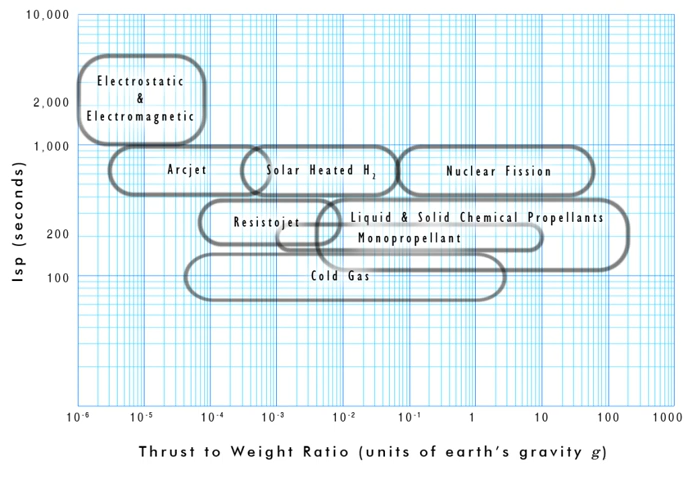 10,000
2,000
1,000
200
100
Isp (seconds)
Electrostatic
&
Electromagnetic
Arcjet
Solar Heated H₂
Nuclear Fission
Resistojet
Liquid & Solid Chemical Propellants
Monopropellant
Cold Gas
10⁻⁶ 10⁻⁵ 10⁻⁴ 10⁻³ 10⁻² 10⁻¹ 1 10 100 1000
Thrust to Weight Ratio (units of earth's gravity g)